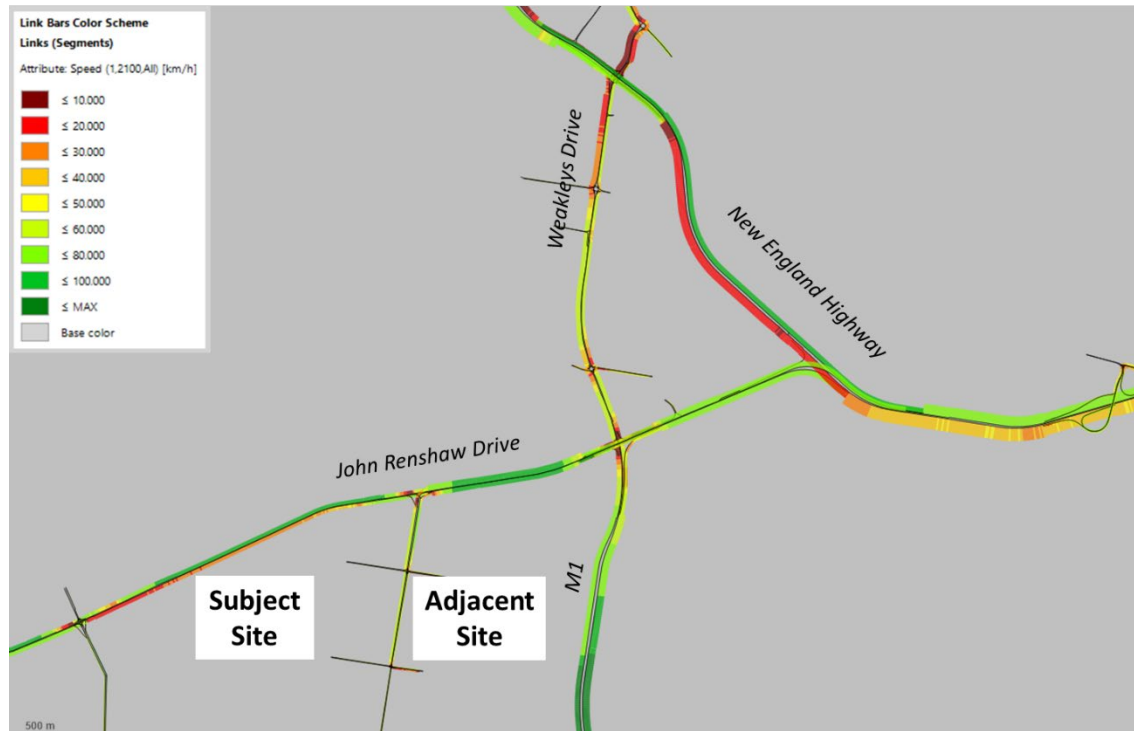 Link Bars Color Scheme
Links (Segments)
Attribute: Speed (1,2100,All) [km/h]
≤ 10.000
≤ 20.000
≤ 30.000
≤ 40.000
≤ 50.000
≤ 60.000
≤ 80.000
≤ 100.000
≤ MAX
Base color
Weakleys Drive
New England Highway
John Renshaw Drive
M1
Subject
Site
Adjacent
Site
500 m